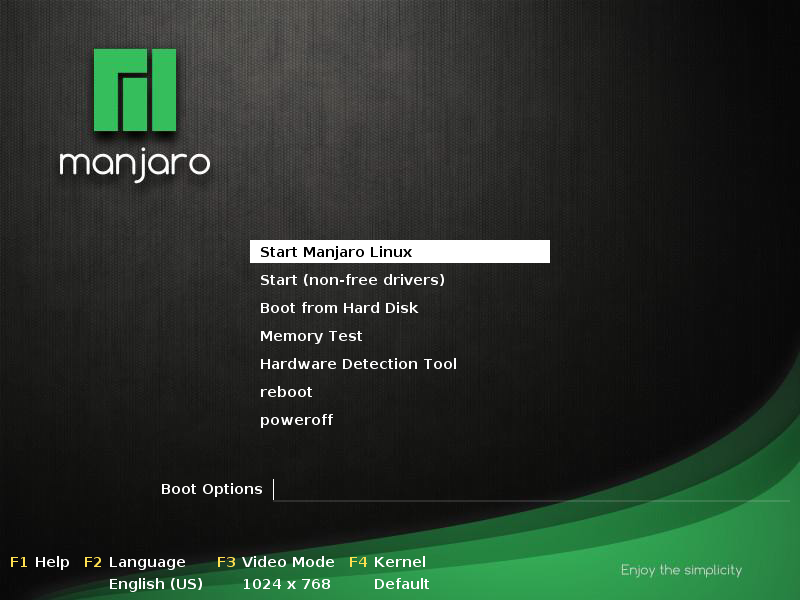 manjaro
Start Manjaro Linux
Start (non-free drivers)
Boot from Hard Disk
Memory Test
Hardware Detection Tool
reboot
poweroff
Boot Options
F1 Help F2 Language F3 Video Mode F4 Kernel
English (US) 1024 x 768 Default
Enjoy the simplicity